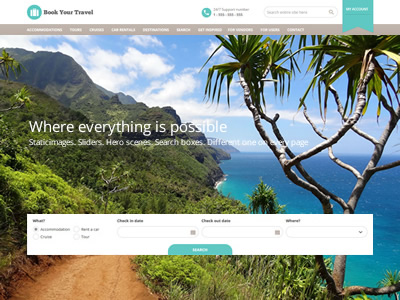 Book Your Travel
24/7 Support number
1 - 555 - 555 - 555
Search entire site here
MY ACCOUNT
ACCOMMODATIONS TOURS CRUISES CAR RENTALS DESTINATIONS SEARCH GET INSPIRED FOR VENDORS FOR USERS CONTACT
Where everything is possible
Static images. Sliders. Hero scenes. Search boxes. Different one on every page
What? Check in date Check out date Where?
Accommodation Rent a car
Cruise Tour
SEARCH